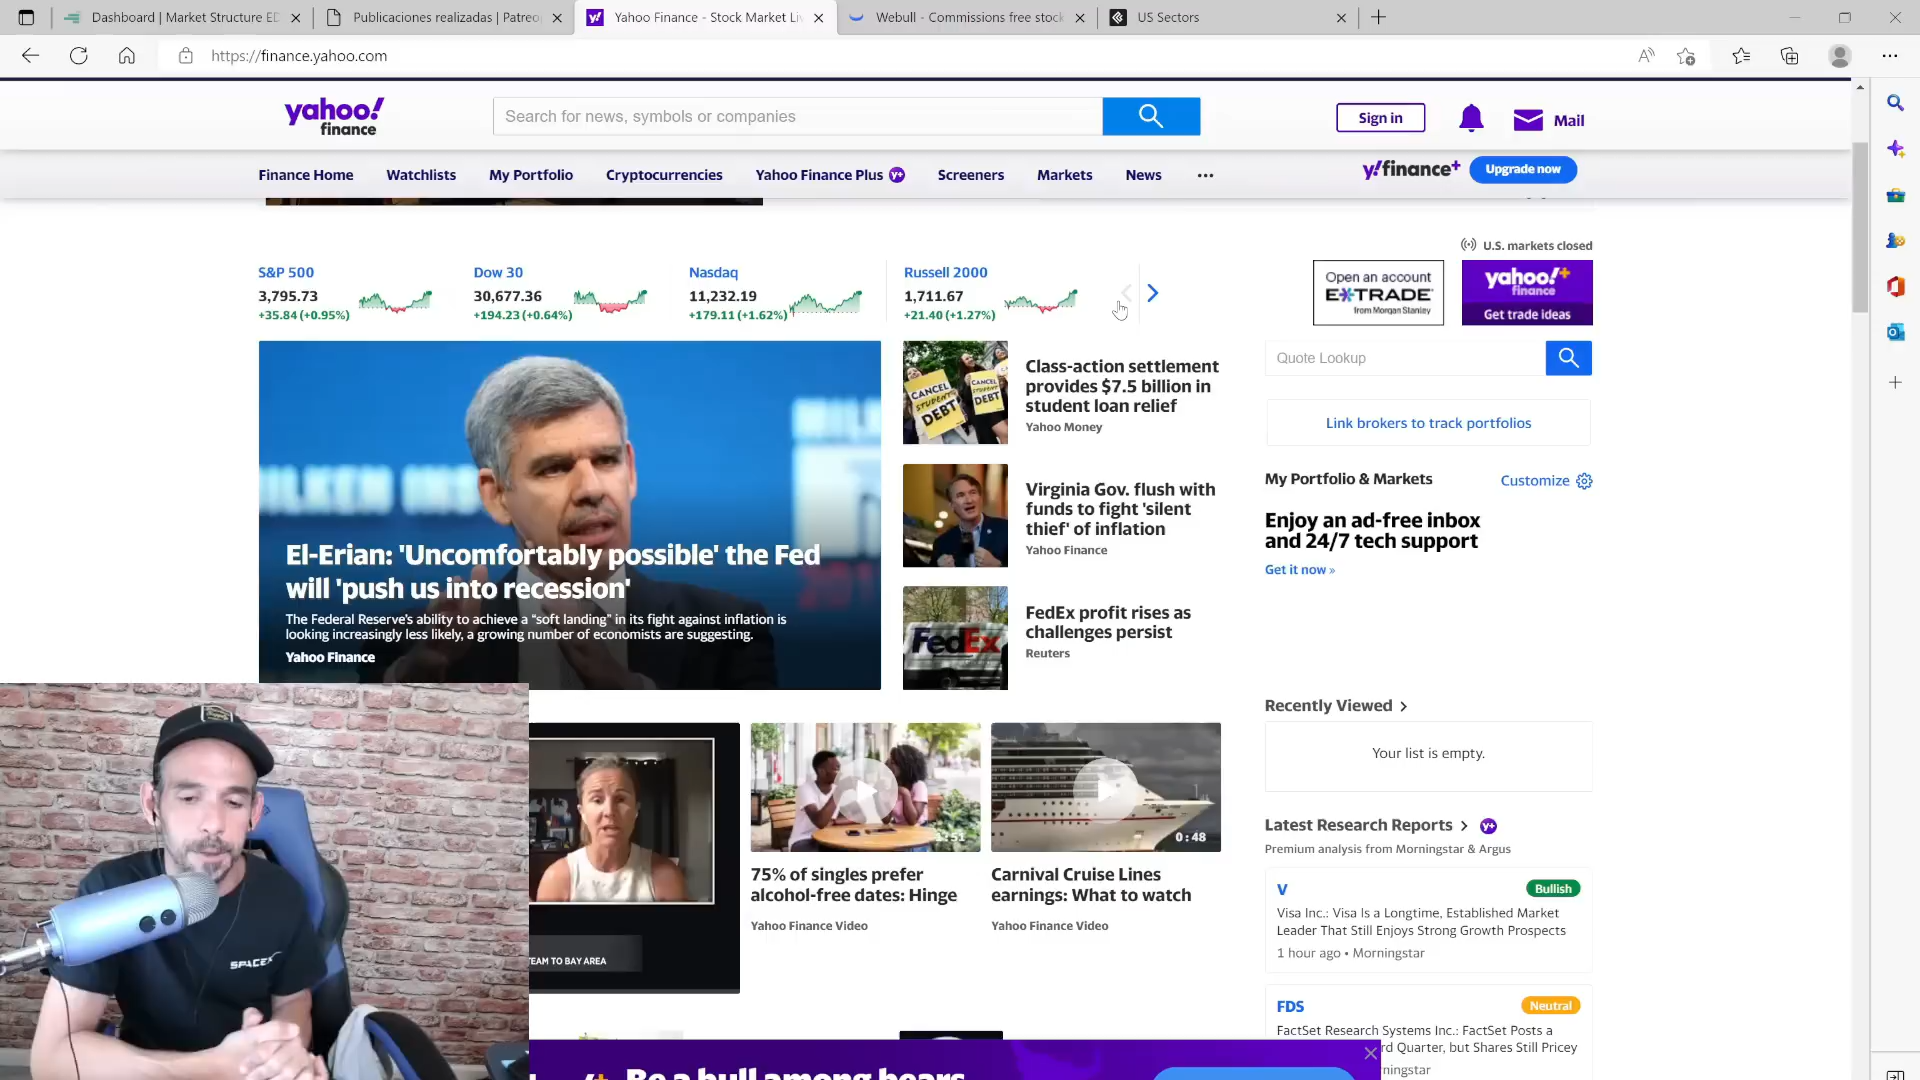 Dashboard | Market Structure ED
Publicaciones realizadas | Patreo
Yahoo Finance - Stock Market Li
Webull - Commissions free stock
US Sectors
https://finance.yahoo.com
yahoo!
finance
Search for news, symbols or companies
Sign in
Mail
Finance Home
Watchlists
My Portfolio
Cryptocurrencies
Yahoo Finance Plus
Screeners
Markets
News
y!finance+
Upgrade now
U.S. markets closed
S&P 500
3,795.73
+35.84 (+0.95%)
Dow 30
30,677.36
+194.23 (+0.64%)
Nasdaq
11,232.19
+179.11 (+1.62%)
Russell 2000
1,711.67
+21.40 (+1.27%)
Open an account
E*TRADE
from Morgan Stanley
yahoo!+
finance
Get trade ideas
El-Erian: 'Uncomfortably possible' the Fed
will 'push us into recession'
The Federal Reserve's ability to achieve a "soft landing" in its fight against inflation is
looking increasingly less likely, a growing number of economists are suggesting.
Yahoo Finance
CANCEL
STUDENT
DEBT
CANCEL
STUDENT
DEBT
Class-action settlement
provides $7.5 billion in
student loan relief
Yahoo Money
Virginia Gov. flush with
funds to fight 'silent
thief' of inflation
Yahoo Finance
FedEx
FedEx profit rises as
challenges persist
Reuters
Quote Lookup
Link brokers to track portfolios
My Portfolio & Markets
Customize
Enjoy an ad-free inbox
and 24/7 tech support
Get it now »
Recently Viewed
Your list is empty.
Latest Research Reports
Premium analysis from Morningstar & Argus
V
Bullish
Visa Inc.: Visa Is a Longtime, Established Market
Leader That Still Enjoys Strong Growth Prospects
1 hour ago • Morningstar
FDS
Neutral
FactSet Research Systems Inc.: FactSet Posts a
rd Quarter, but Shares Still Pricey
rningstar
TEAM TO BAY AREA
75% of singles prefer
alcohol-free dates: Hinge
Yahoo Finance Video
0:48
Carnival Cruise Lines
earnings: What to watch
Yahoo Finance Video
SPACEX
Be a bull among bears